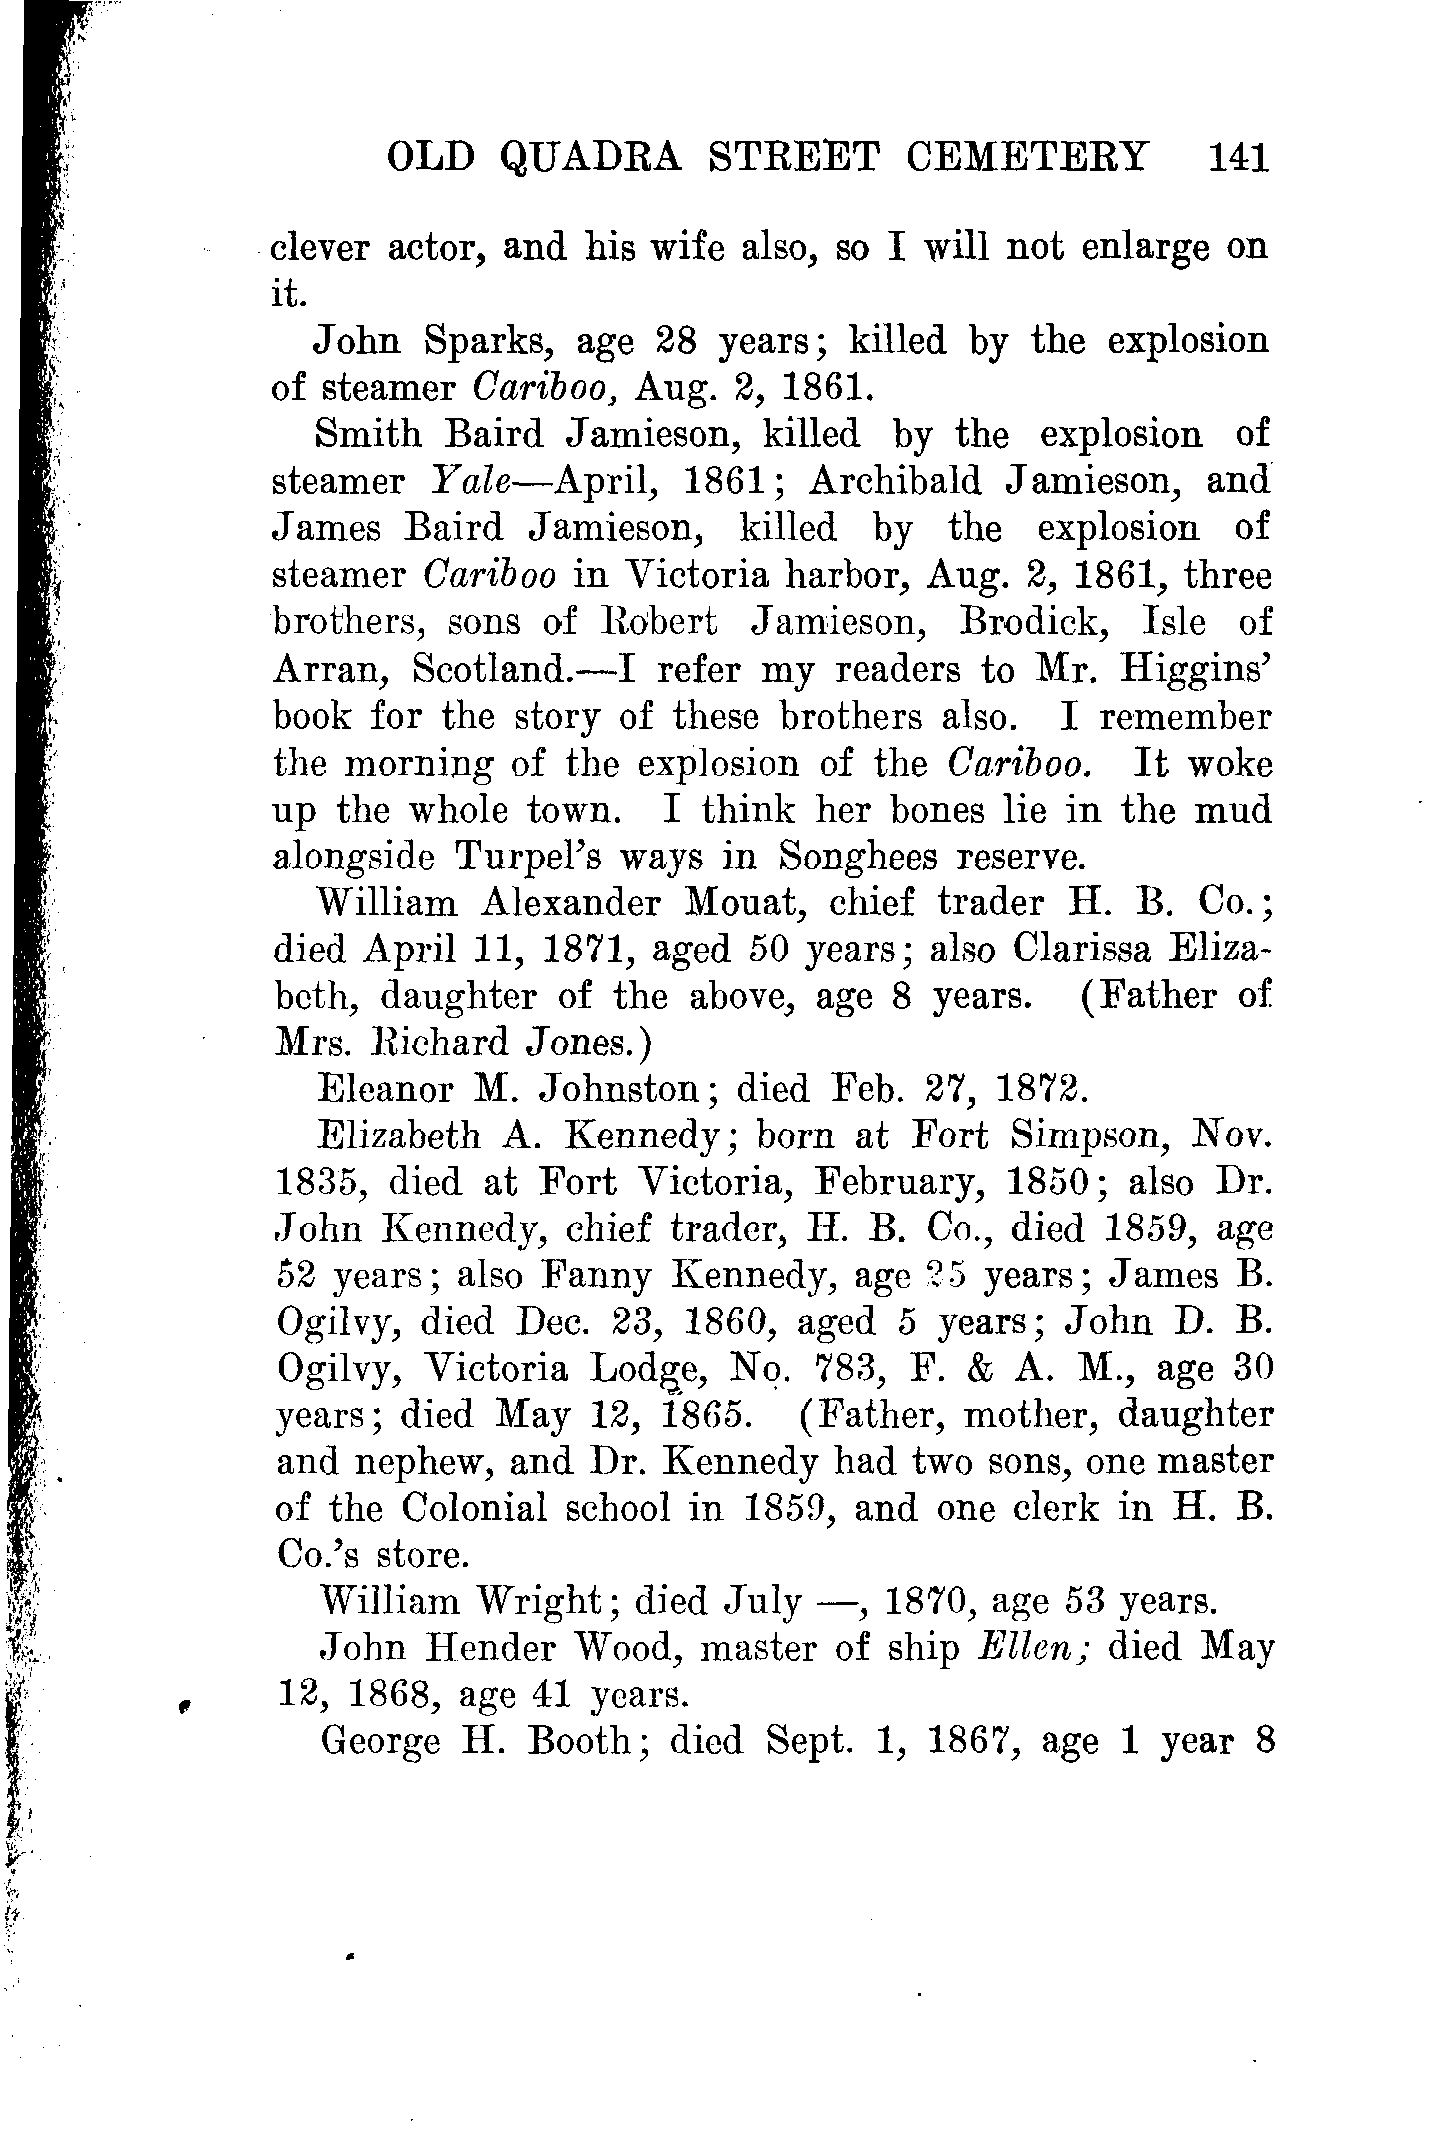 OLD QUADRA STREET CEMETERY 141
clever actor, and his wife also, so I will not enlarge on
it.
John Sparks, age 28 years; killed by the explosion
of steamer Cariboo, Aug. 2, 1861.
Smith Baird Jamieson, killed by the explosion of
steamer Yale—April, 1861; Archibald Jamieson, and
James Baird Jamieson, killed by the explosion of
steamer Cariboo in Victoria harbor, Aug. 2, 1861, three
brothers, sons of Robert Jamieson, Brodick, Isle of
Arran, Scotland.—I refer my readers to Mr. Higgins'
book for the story of these brothers also. I remember
the morning of the explosion of the Cariboo. It woke
up the whole town. I think her bones lie in the mud
alongside Turpel's ways in Songhees reserve.
William Alexander Mouat, chief trader H. B. Co.;
died April 11, 1871, aged 50 years; also Clarissa Eliza-
beth, daughter of the above, age 8 years. (Father of
Mrs. Richard Jones.)
Eleanor M. Johnston; died Feb. 27, 1872.
Elizabeth A. Kennedy; born at Fort Simpson, Nov.
1835, died at Fort Victoria, February, 1850; also Dr.
John Kennedy, chief trader, H. B. Co., died 1859, age
52 years; also Fanny Kennedy, age 25 years; James B.
Ogilvy, died Dec. 23, 1860, aged 5 years; John D. B.
Ogilvy, Victoria Lodge, No. 783, F. & A. M., age 30
years; died May 12, 1865. (Father, mother, daughter
and nephew, and Dr. Kennedy had two sons, one master
of the Colonial school in 1859, and one clerk in H. B.
Co.'s store.
William Wright; died July —, 1870, age 53 years.
John Hender Wood, master of ship Ellen; died May
12, 1868, age 41 years.
George H. Booth; died Sept. 1, 1867, age 1 year 8